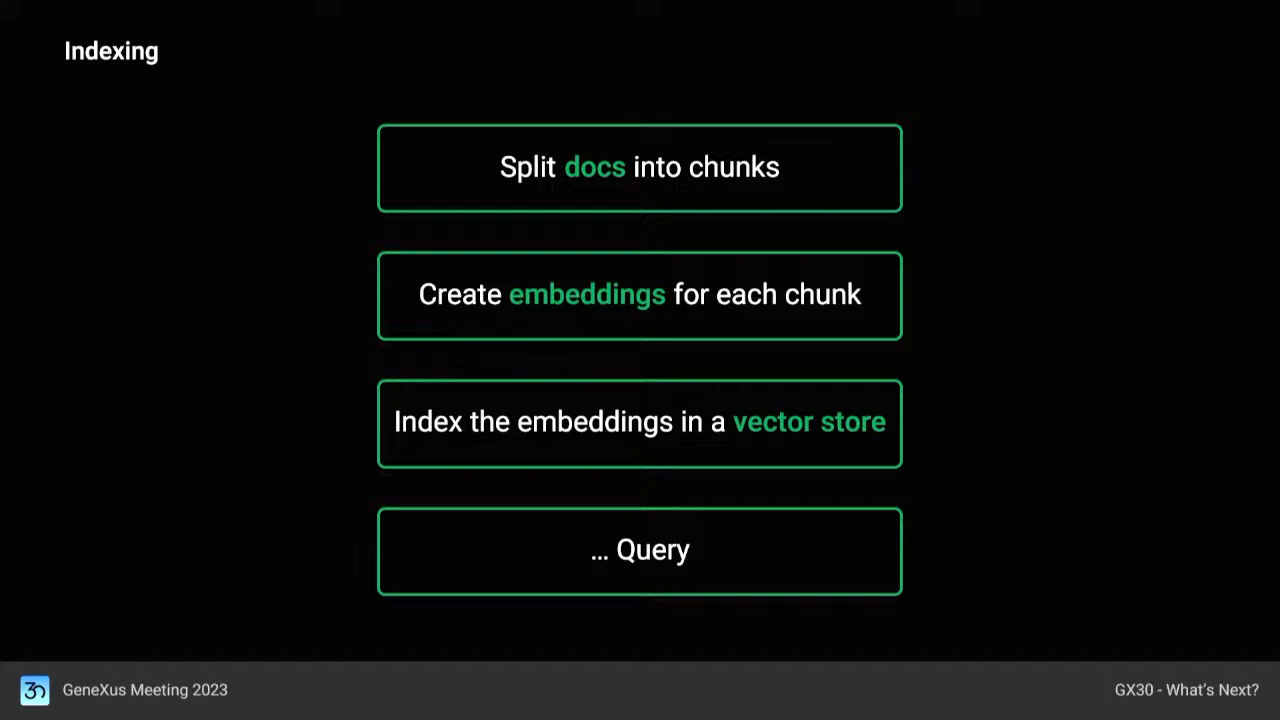 Indexing
Split docs into chunks
Create embeddings for each chunk
Index the embeddings in a vector store
... Query
30 GeneXus Meeting 2023
GX30 - What's Next?